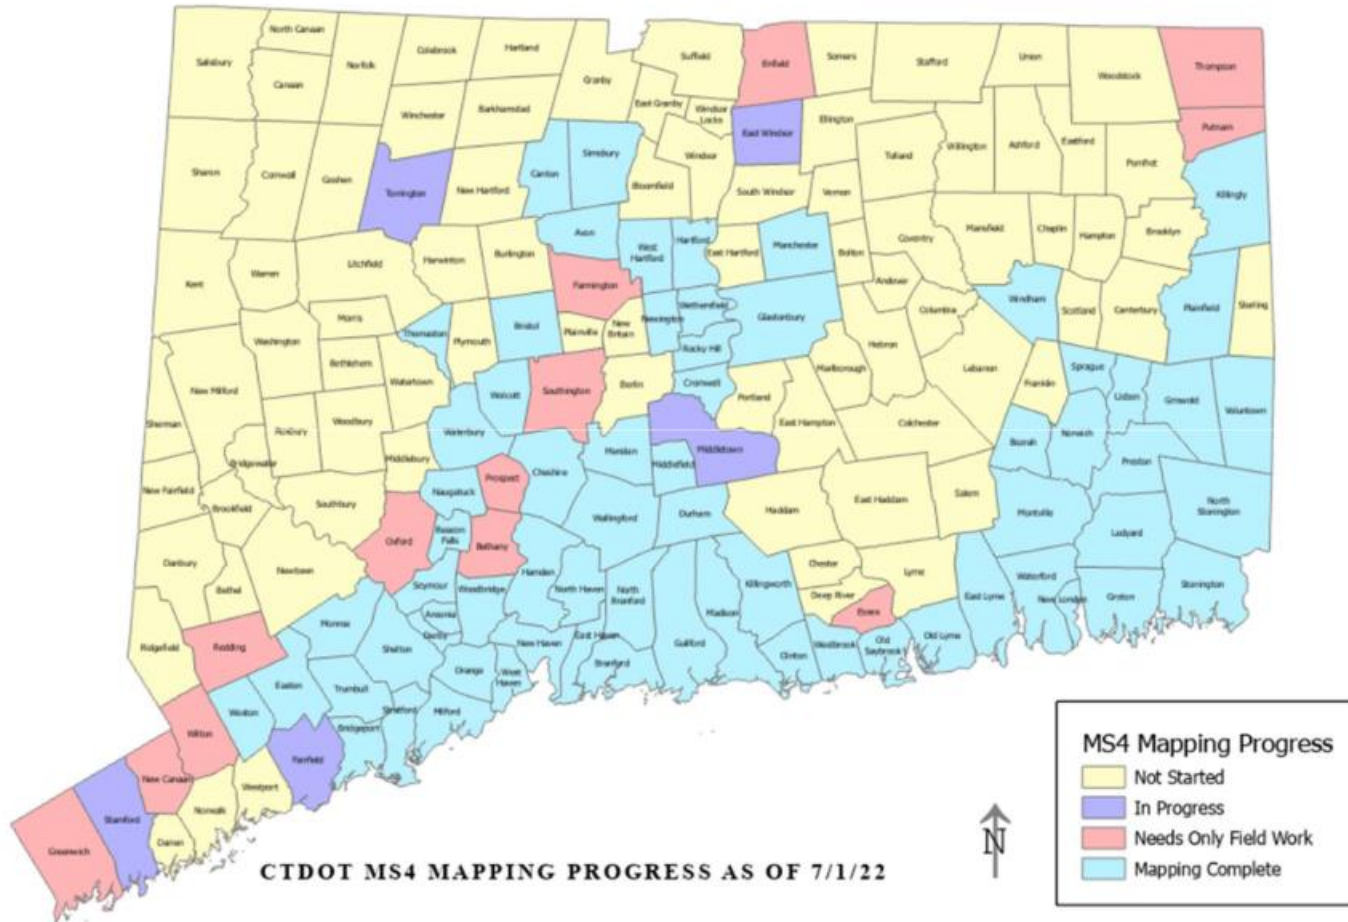 North Canaan
Colebrook
Hartland
Suffield
Enfield
Somers
Stafford
Union
Woodstock
Thompson
Salisbury
Canaan
Norfolk
Granby
East Granby
Windsor
Locks
Winchester
Barkhamsted
East Windsor
Ellington
Putnam
Sharon
Cornwall
Goshen
Torrington
New Hartford
Canton
Simsbury
Bloomfield
Windsor
South Windsor
Vernon
Tolland
Willington
Ashford
Eastford
Pomfret
Killingly
Kent
Warren
Litchfield
Harwinton
Burlington
Avon
West
Hartford
Hartford
East Hartford
Manchester
Bolton
Coventry
Mansfield
Chaplin
Hampton
Brooklyn
Andover
Farmington
Morris
Washington
Thomaston
Plymouth
Bristol
Plainville
New
Britain
Newington
Wethersfield
Rocky Hill
Glastonbury
Hebron
Columbia
Windham
Scotland
Canterbury
Plainfield
Sterling
New Milford
Bethlehem
Watertown
Wolcott
Southington
Berlin
Cromwell
Portland
Marlborough
Lebanon
Franklin
Sprague
Lisbon
Griswold
Voluntown
Sherman
Roxbury
Woodbury
Waterbury
Cheshire
Meriden
Middlefield
Middletown
East Hampton
Colchester
Bozrah
Norwich
Preston
North
Stonington
Bridgewater
Middlebury
New Fairfield
Brookfield
Southbury
Naugatuck
Prospect
Wallingford
Durham
Haddam
East Haddam
Salem
Montville
Ledyard
Danbury
Bethel
Newtown
Oxford
Beacon
Falls
Bethany
Hamden
North Haven
North
Branford
Killingworth
Chester
Deep River
Lyme
Waterford
New London
Groton
Stonington
Seymour
Woodbridge
Ansonia
Derby
Ridgefield
Redding
Monroe
Shelton
New Haven
East Haven
Branford
Guilford
Madison
Clinton
Westbrook
Essex
Old
Saybrook
Old Lyme
East Lyme
Weston
Easton
Trumbull
Orange
West
Haven
Milford
Stratford
Bridgeport
Wilton
Fairfield
Westport
Norwalk
New Canaan
Darien
Stamford
Greenwich
MS4 Mapping Progress
Not Started
In Progress
Needs Only Field Work
Mapping Complete
N
CTDOT MS4 MAPPING PROGRESS AS OF 7/1/22